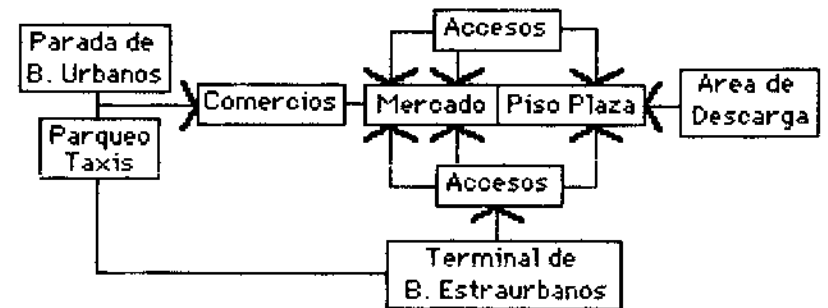 Accesos
Parada de
B. Urbanos
Comercios
Mercado
Piso Plaza
Area de
Descarga
Parqueo
Taxis
Accesos
Terminal de
B. Estraurbanos